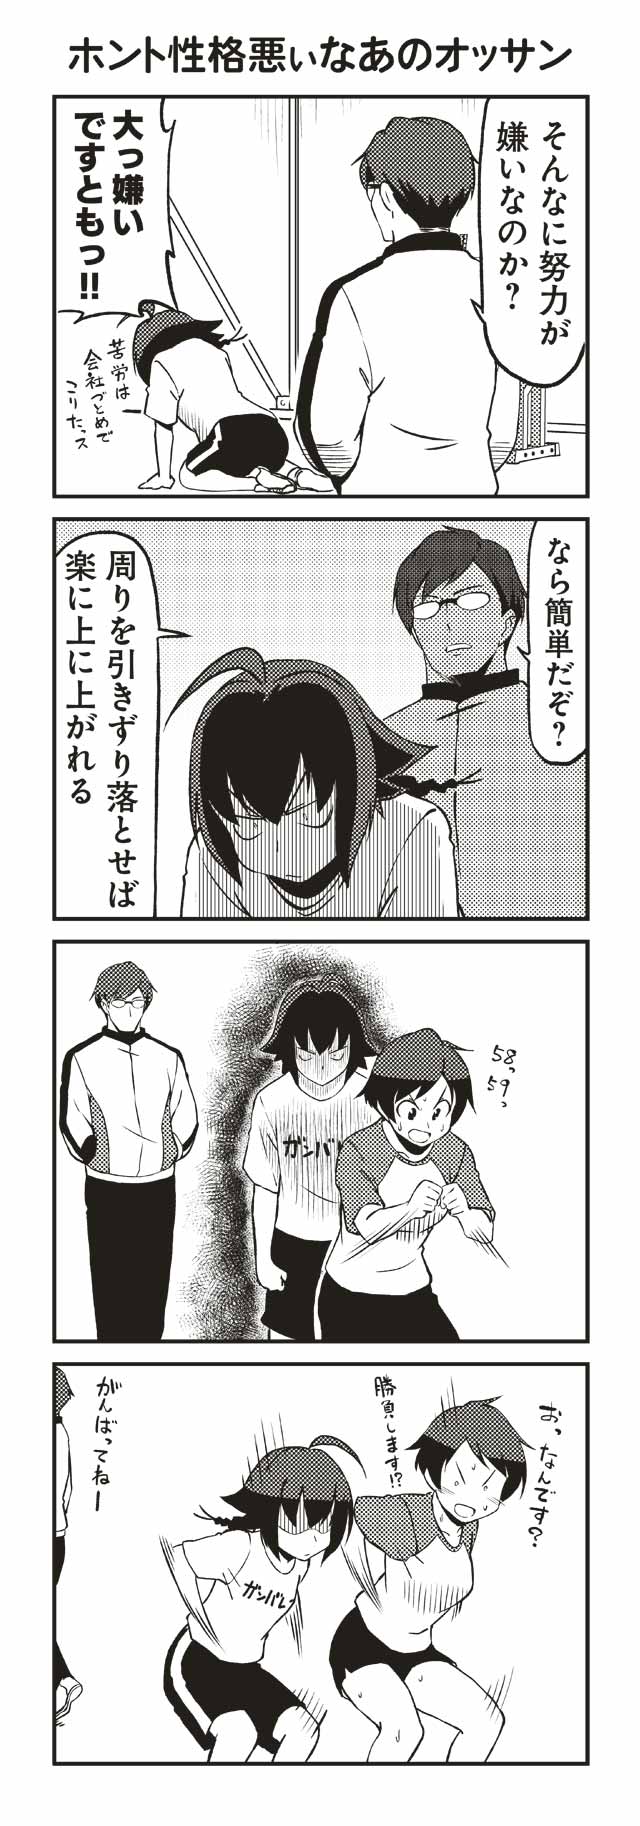 ホント性格悪いなあのオッサン
そんなに努力が
嫌いなのか?
大っ嫌い
ですともっ!!
苦労は
会社づとめで
こりたっス
なら簡単だぞ?
周りを引きずり落とせば
楽に上に上がれる
58っ
59っ
ガンバレ
おっなんです?
勝負します!?
ガンバレ
がんばってねー